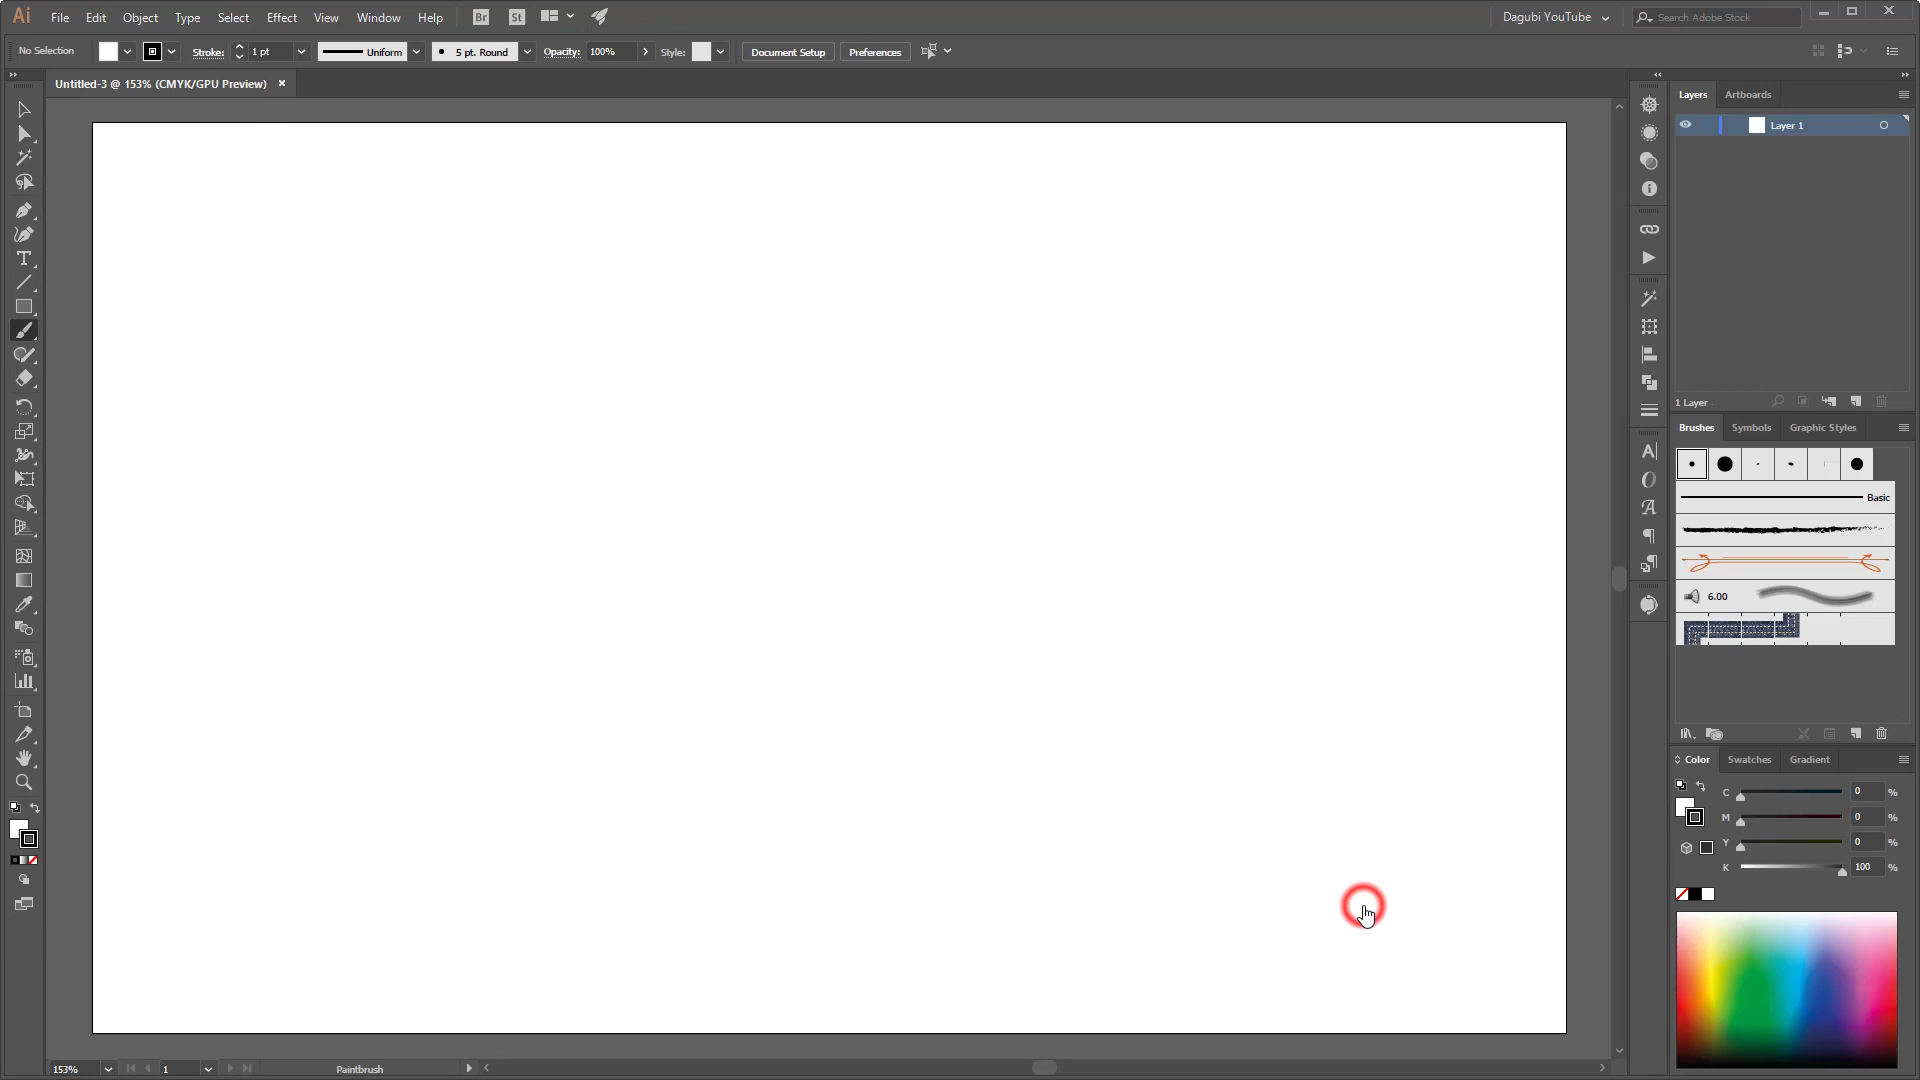 Ai File Edit Object Type Select Effect View Window Help Br St Dagubi YouTube Search Adobe Stock
No Selection Stroke: 1 pt Uniform 5 pt. Round Opacity: 100% Style: Document Setup Preferences
Untitled-3 @ 153% (CMYK/GPU Preview) ×
Layers Artboards
Layer 1
1 Layer
Brushes Symbols Graphic Styles
Basic
6.00
Color Swatches Gradient
C 0 %
M 0 %
Y 0 %
K 100 %
153% 1 Paintbrush